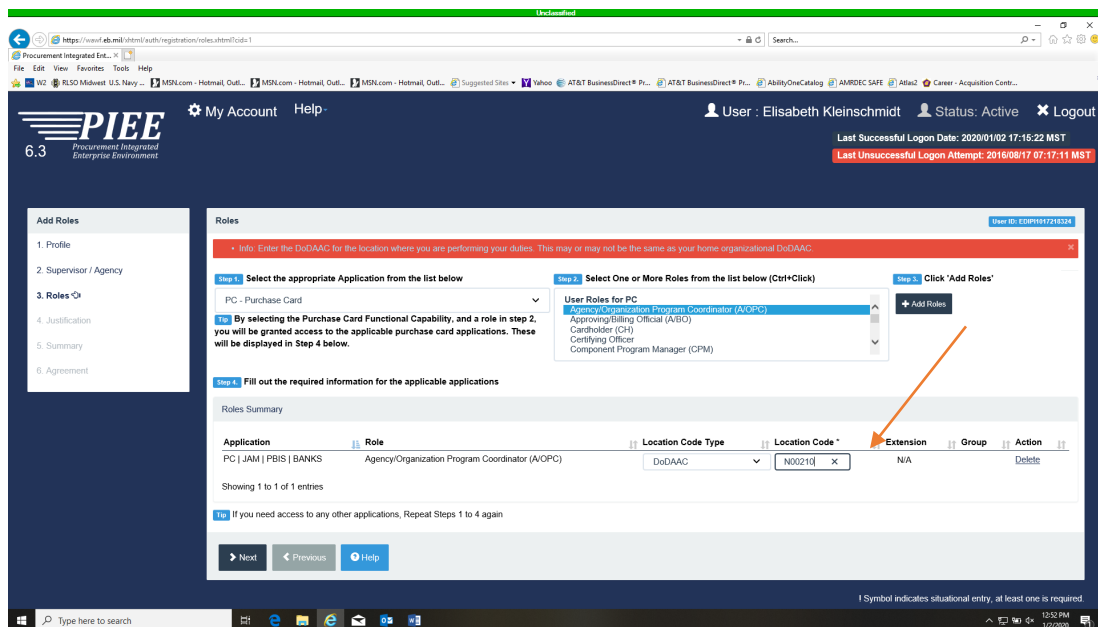 Unclassified
https://wawf.eb.mil/xhtml/auth/registration/roles.xhtml?cid=1
Search...
Procurement Integrated Ent...
File Edit View Favorites Tools Help
W2 RLSO Midwest U.S. Navy ... MSN.com - Hotmail, Outl... MSN.com - Hotmail, Outl... MSN.com - Hotmail, Outl... Suggested Sites Yahoo AT&T BusinessDirect® Pr... AT&T BusinessDirect® Pr... AbilityOneCatalog AMRDEC SAFE Atlas2 Career - Acquisition Contr...
My Account Help
User : Elisabeth Kleinschmidt Status: Active Logout
PIEE
6.3 Procurement Integrated
Enterprise Environment
Last Successful Logon Date: 2020/01/02 17:15:22 MST
Last Unsuccessful Logon Attempt: 2016/08/17 07:17:11 MST
Add Roles
1. Profile
2. Supervisor / Agency
3. Roles
4. Justification
5. Summary
6. Agreement
Roles
User ID: EDIPI1017218324
• Info: Enter the DoDAAC for the location where you are performing your duties. This may or may not be the same as your home organizational DoDAAC.
Step 1. Select the appropriate Application from the list below
PC - Purchase Card
Tip By selecting the Purchase Card Functional Capability, and a role in step 2,
you will be granted access to the applicable purchase card applications. These
will be displayed in Step 4 below.
Step 2. Select One or More Roles from the list below (Ctrl+Click)
User Roles for PC
Agency/Organization Program Coordinator (A/OPC)
Approving/Billing Official (A/BO)
Cardholder (CH)
Certifying Officer
Component Program Manager (CPM)
Step 3. Click 'Add Roles'
Add Roles
Step 4. Fill out the required information for the applicable applications
Roles Summary
Application Role Location Code Type Location Code * Extension Group Action
PC | JAM | PBIS | BANKS Agency/Organization Program Coordinator (A/OPC) DoDAAC N00210 N/A Delete
Showing 1 to 1 of 1 entries
Tip If you need access to any other applications, Repeat Steps 1 to 4 again
Next Previous Help
! Symbol indicates situational entry, at least one is required.
Type here to search
12:52 PM
1/2/2020